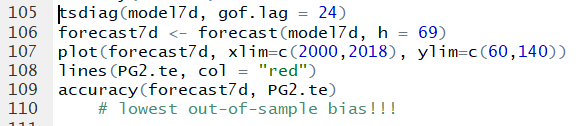 105 tsdiag(model7d, gof.lag = 24)
106 forecast7d <- forecast(model7d, h = 69)
107 plot(forecast7d, xlim=c(2000,2018), ylim=c(60,140))
108 lines(PG2.te, col = "red")
109 accuracy(forecast7d, PG2.te)
110     # lowest out-of-sample bias!!!